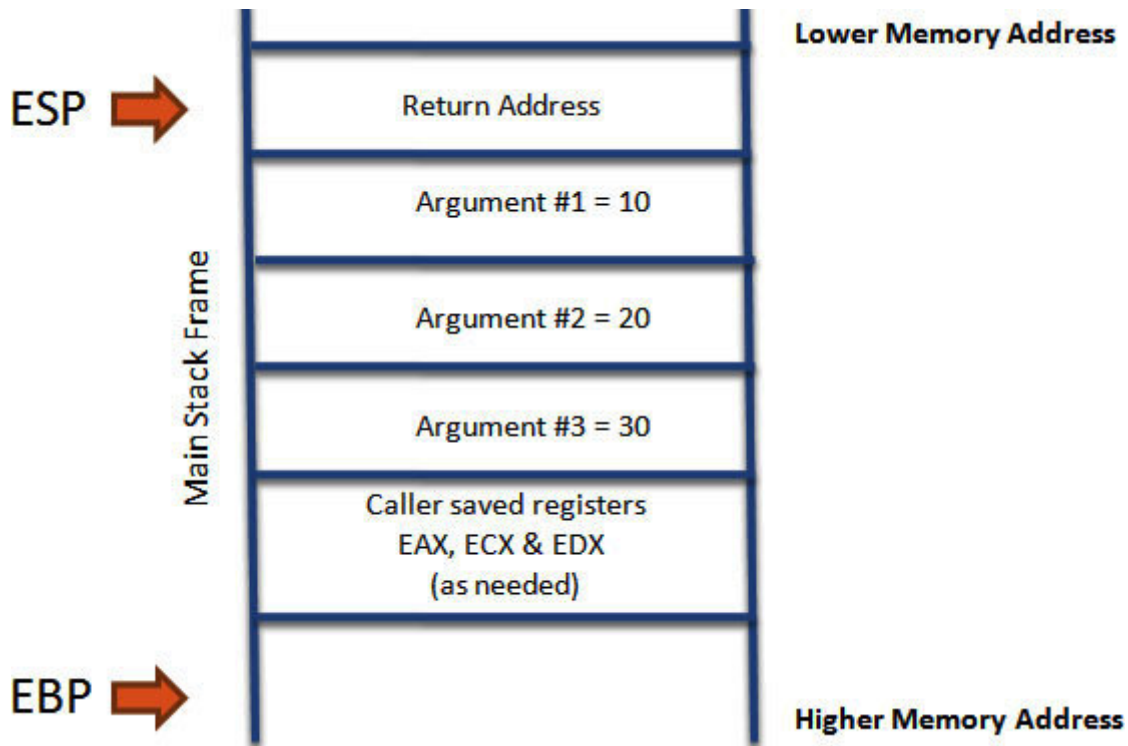 Lower Memory Address
ESP
Return Address
Argument #1 = 10
Argument #2 = 20
Main Stack Frame
Argument #3 = 30
Caller saved registers
EAX, ECX & EDX
(as needed)
EBP
Higher Memory Address